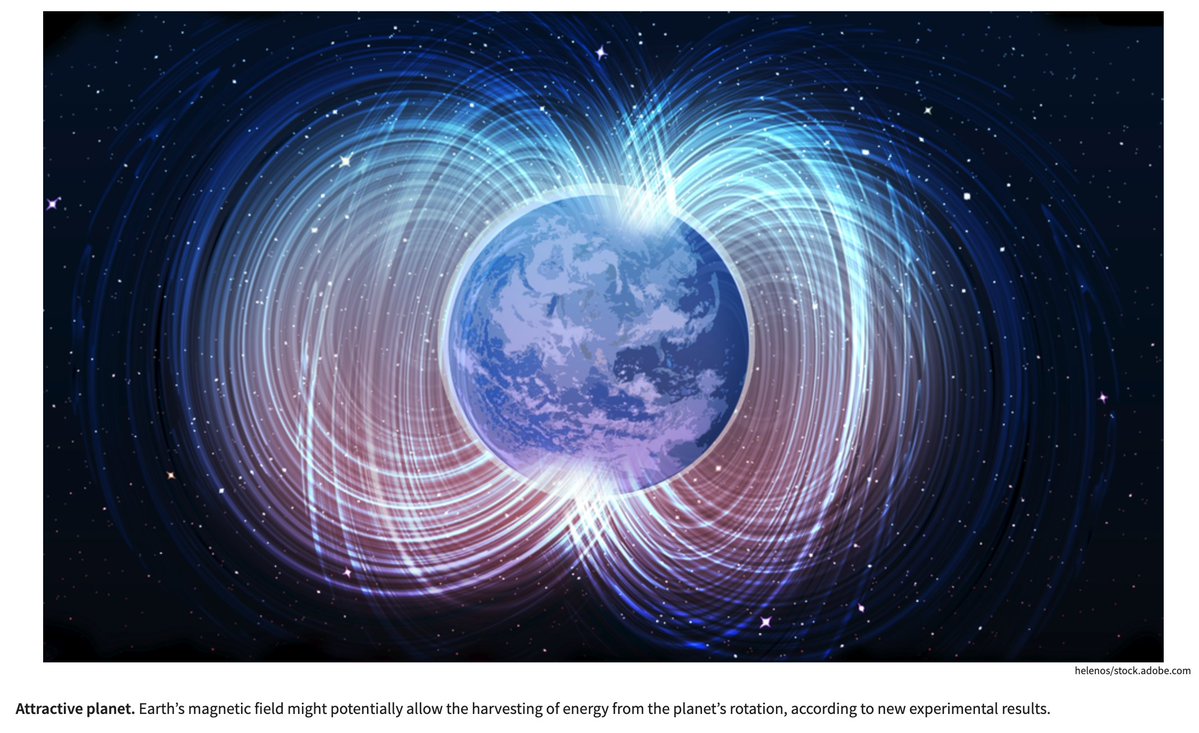 helenos/stock.adobe.com
Attractive planet. Earth’s magnetic field might potentially allow the harvesting of energy from the planet’s rotation, according to new experimental results.